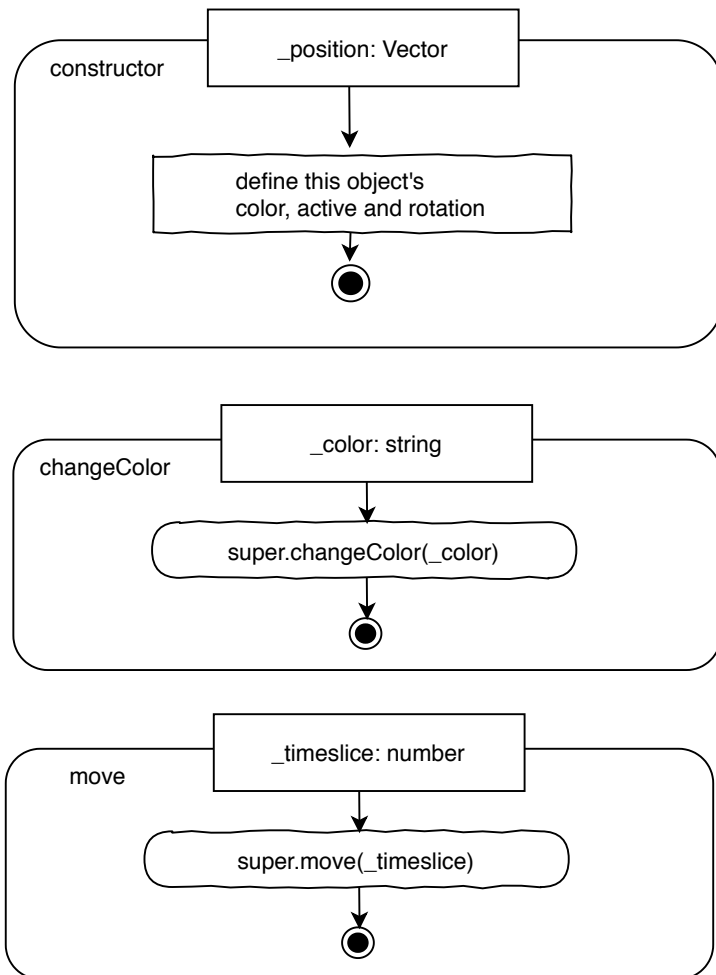 _position: Vector
constructor
define this object's
color, active and rotation
_color: string
changeColor
super.changeColor(_color)
_timeslice: number
move
super.move(_timeslice)